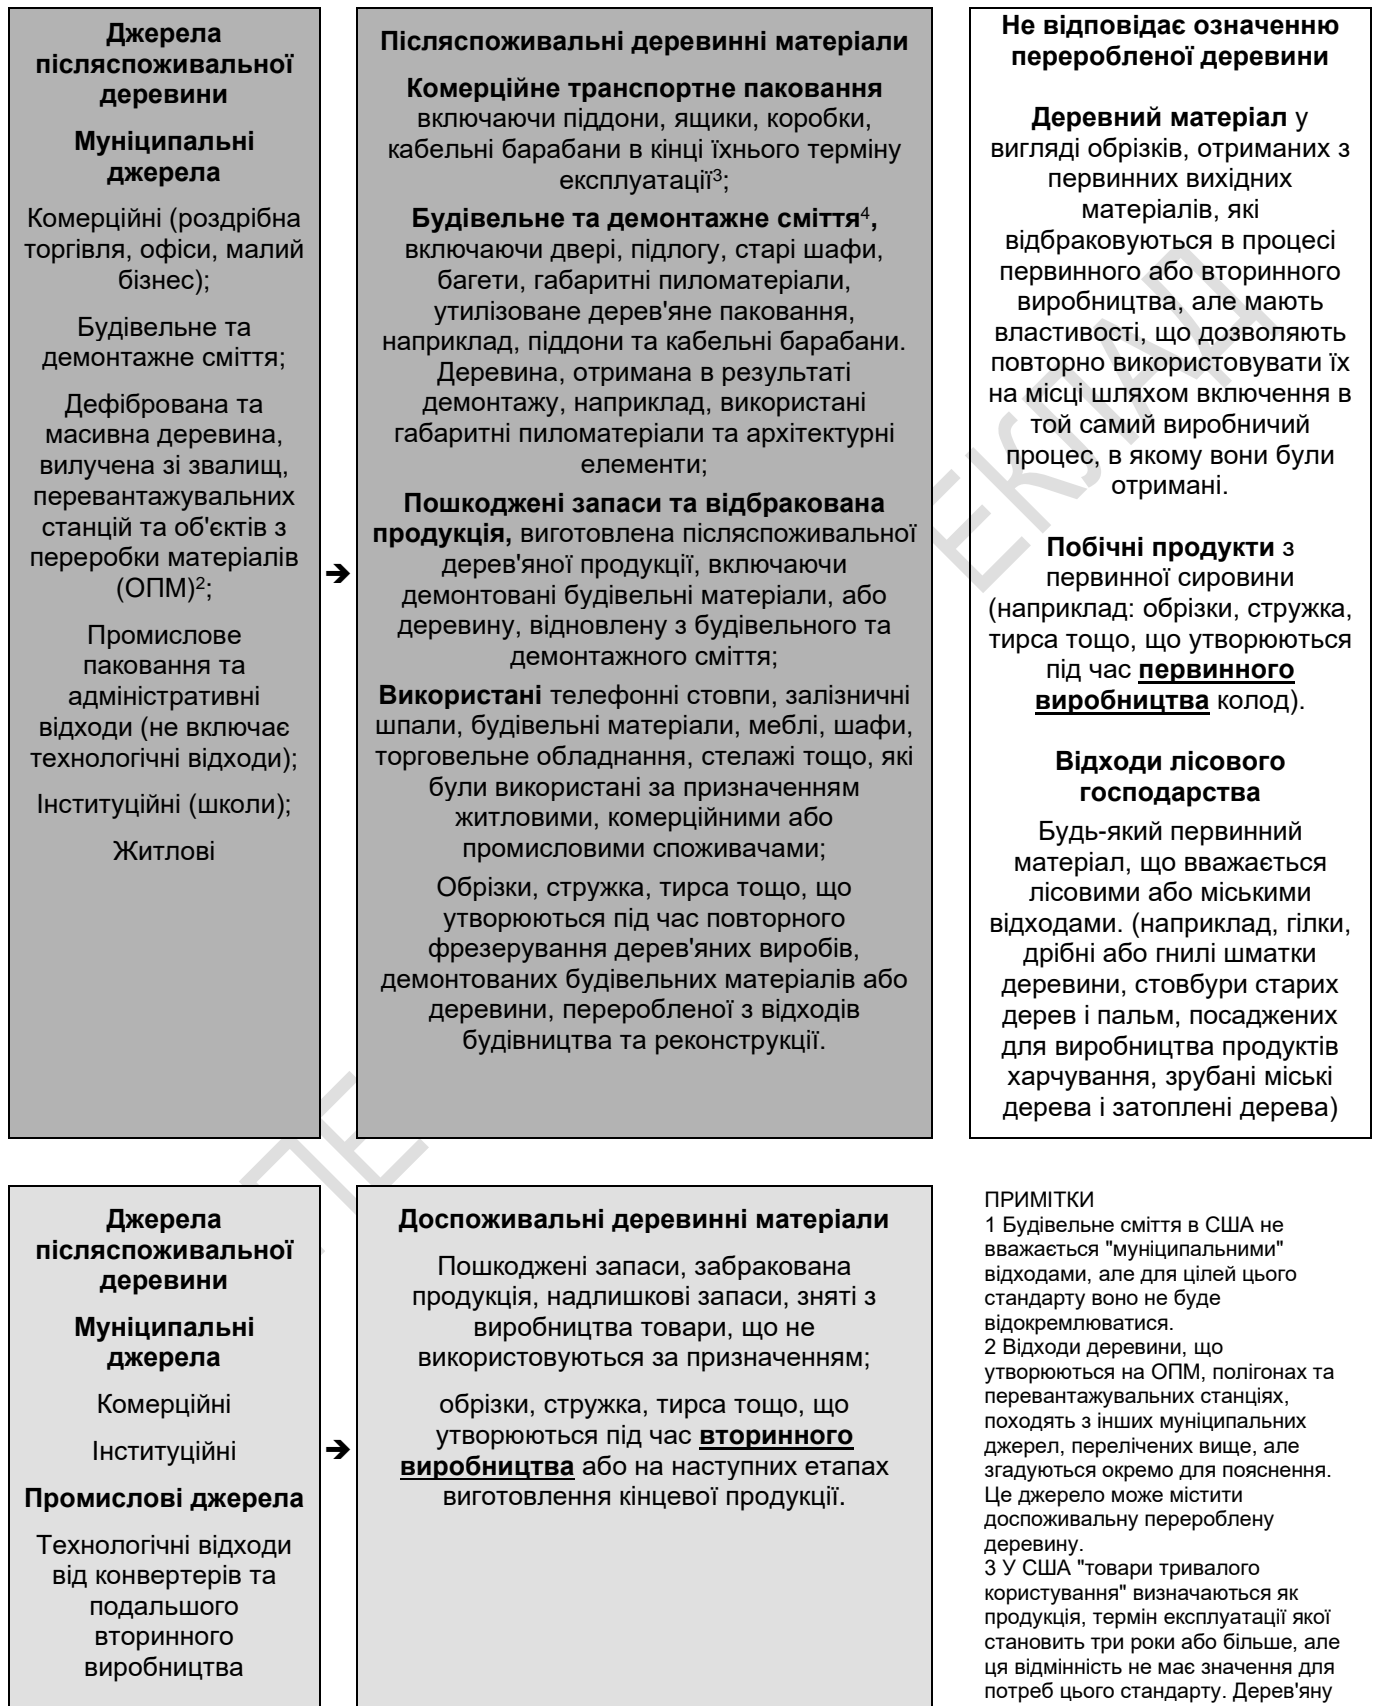 Джерела
післяспоживальної
деревини
Муніципальні
джерела
Комерційні (роздрібна
торгівля, офіси, малий
бізнес);
Будівельне та
демонтажне сміття;
Дефібрована та
масивна деревина,
вилучена зі звалищ,
перевантажувальних
станцій та об'єктів з
переробки матеріалів
(ОПМ)²;
Промислове
паковання та
адміністративні
відходи (не включає
технологічні відходи);
Інституційні (школи);
Житлові
➔
Післяспоживальні деревинні матеріали
Комерційне транспортне паковання
включаючи піддони, ящики, коробки,
кабельні барабани в кінці їхнього терміну
експлуатації³;
Будівельне та демонтажне сміття⁴,
включаючи двері, підлогу, старі шафи,
багети, габаритні пиломатеріали,
утилізоване дерев'яне паковання,
наприклад, піддони та кабельні барабани.
Деревина, отримана в результаті
демонтажу, наприклад, використані
габаритні пиломатеріали та архітектурні
елементи;
Пошкоджені запаси та відбракована
продукція, виготовлена післяспоживальної
дерев'яної продукції, включаючи
демонтовані будівельні матеріали, або
деревину, відновлену з будівельного та
демонтажного сміття;
Використані телефонні стовпи, залізничні
шпали, будівельні матеріали, меблі, шафи,
торговельне обладнання, стелажі тощо, які
були використані за призначенням
житловими, комерційними або
промисловими споживачами;
Обрізки, стружка, тирса тощо, що
утворюються під час повторного
фрезерування дерев'яних виробів,
демонтованих будівельних матеріалів або
деревини, переробленої з відходів
будівництва та реконструкції.
Не відповідає означенню
переробленої деревини
Деревний матеріал у
вигляді обрізків, отриманих з
первинних вихідних
матеріалів, які
відбраковуються в процесі
первинного або вторинного
виробництва, але мають
властивості, що дозволяють
повторно використовувати їх
на місці шляхом включення в
той самий виробничий
процес, в якому вони були
отримані.
Побічні продукти з
первинної сировини
(наприклад: обрізки, стружка,
тирса тощо, що утворюються
під час первинного
виробництва колод).
Відходи лісового
господарства
Будь-який первинний
матеріал, що вважається
лісовими або міськими
відходами. (наприклад, гілки,
дрібні або гнилі шматки
деревини, стовбури старих
дерев і пальм, посаджених
для виробництва продуктів
харчування, зрубані міські
дерева і затоплені дерева)
Джерела
післяспоживальної
деревини
Муніципальні
джерела
Комерційні
Інституційні
Промислові джерела
Технологічні відходи
від конвертерів та
подальшого
вторинного
виробництва
➔
Доспоживальні деревинні матеріали
Пошкоджені запаси, забракована
продукція, надлишкові запаси, зняті з
виробництва товари, що не
використовуються за призначенням;
обрізки, стружка, тирса тощо, що
утворюються під час вторинного
виробництва або на наступних етапах
виготовлення кінцевої продукції.
ПРИМІТКИ
1 Будівельне сміття в США не
вважається "муніципальними"
відходами, але для цілей цього
стандарту воно не буде
відокремлюватися.
2 Відходи деревини, що
утворюються на ОПМ, полігонах та
перевантажувальних станціях,
походять з інших муніципальних
джерел, перелічених вище, але
згадуються окремо для пояснення.
Це джерело може містити
доспоживальну перероблену
деревину.
3 У США "товари тривалого
користування" визначаються як
продукція, термін експлуатації якої
становить три роки або більше, але
ця відмінність не має значення для
потреб цього стандарту. Дерев'яну